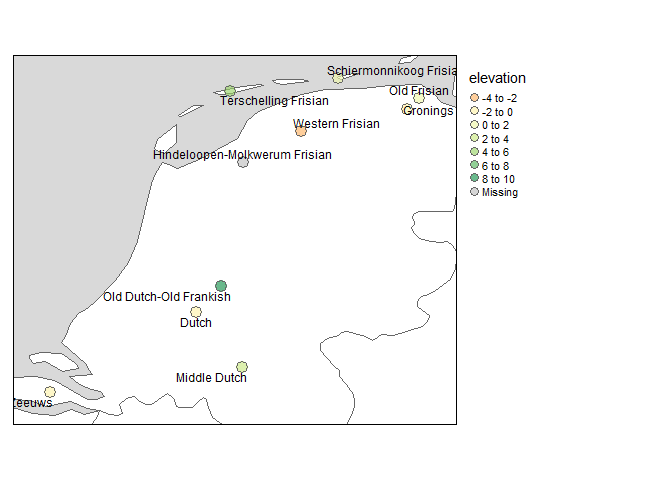 Schiermonnikoog Frisia
Old Frisian
Terschelling Frisian
Gronings
Western Frisian
Hindeloopen-Molkwerum Frisian
Old Dutch-Old Frankish
Dutch
Middle Dutch
Zeeuws
elevation
-4 to -2
-2 to 0
0 to 2
2 to 4
4 to 6
6 to 8
8 to 10
Missing